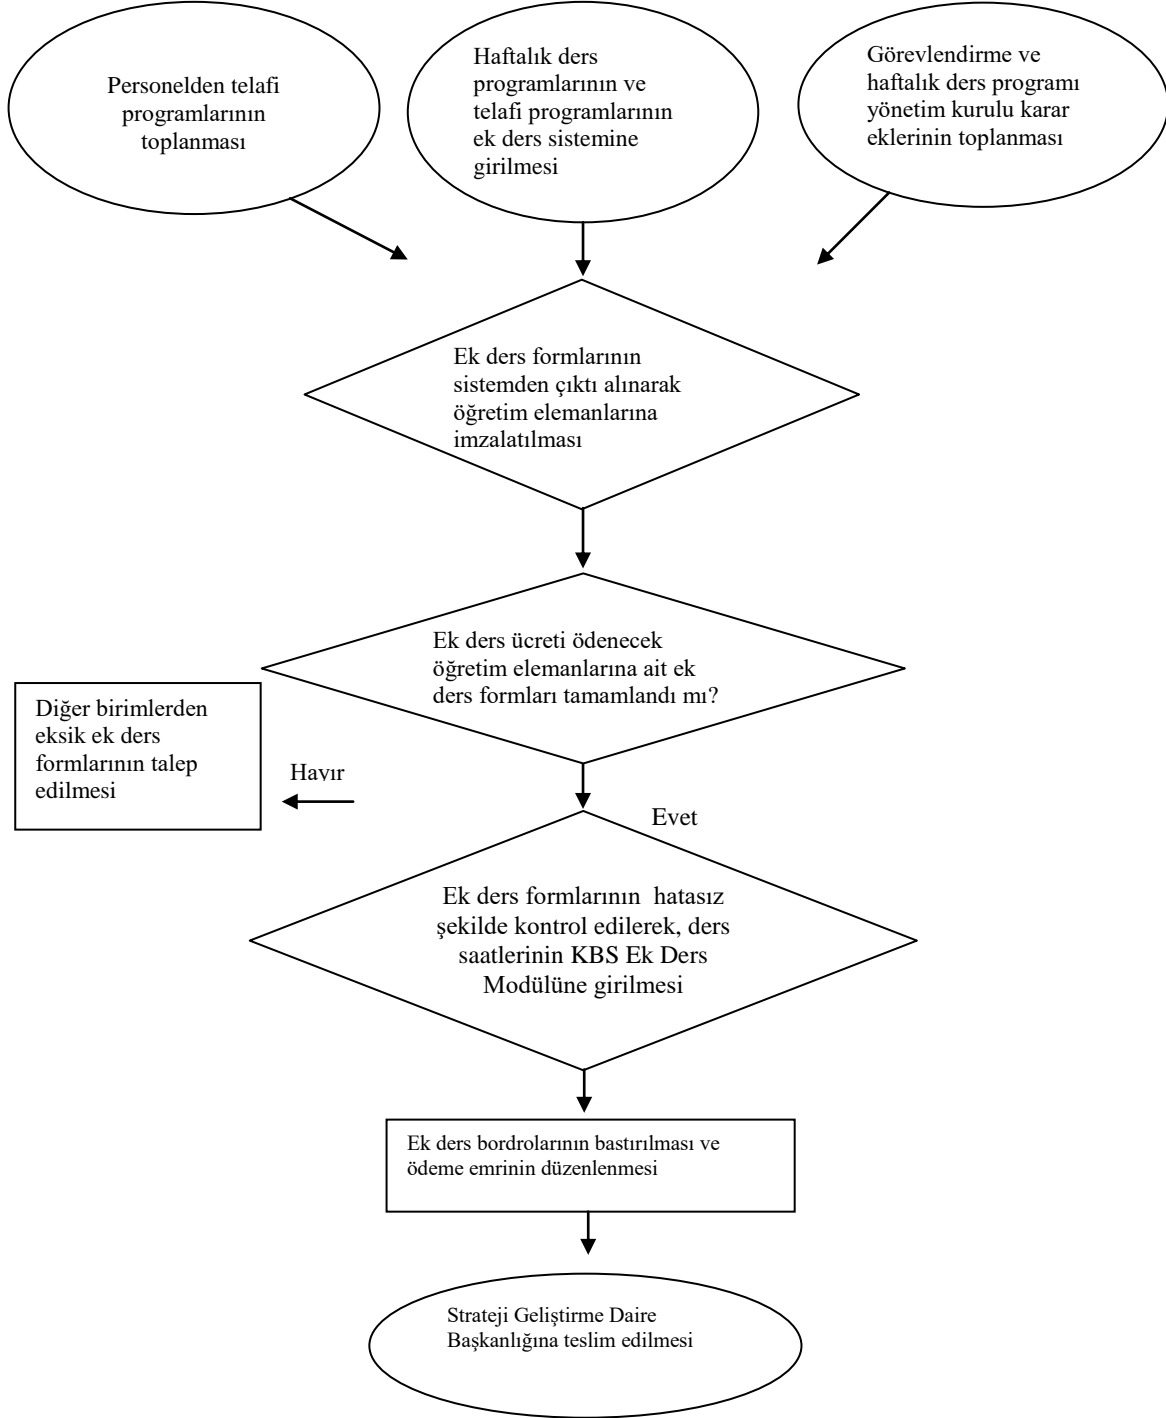 Personelden telafi
programlarının
toplanması
Haftalık ders
programlarının ve
telafi programlarının
ek ders sistemine
girilmesi
Görevlendirme ve
haftalık ders programı
yönetim kurulu karar
eklerinin toplanması
Ek ders formlarının
sistemden çıktı alınarak
öğretim elemanlarına
imzalatılması
Ek ders ücreti ödenecek
öğretim elemanlarına ait ek
ders formları tamamlandı mı?
Diğer birimlerden
eksik ek ders
formlarının talep
edilmesi
Havır
Evet
Ek ders formlarının  hatasız
şekilde kontrol edilerek, ders
saatlerinin KBS Ek Ders
Modülüne girilmesi
Ek ders bordrolarının bastırılması ve
ödeme emrinin düzenlenmesi
Strateji Geliştirme Daire
Başkanlığına teslim edilmesi